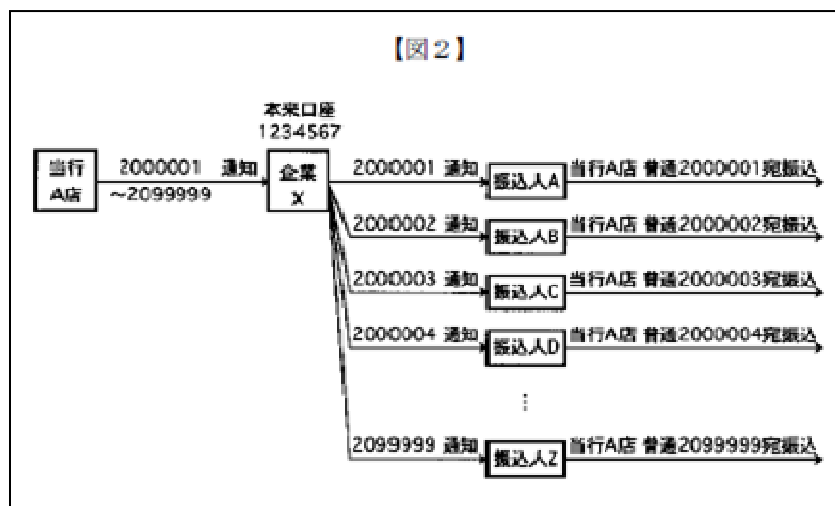 【図2】
本来口座
1234567
当行
A店
2000001 通知
～2099999
企業
X
2000001 通知
振込人A
当行A店 普通2000001宛振込
2000002 通知
振込人B
当行A店 普通2000002宛振込
2000003 通知
振込人C
当行A店 普通2000003宛振込
2000004 通知
振込人D
当行A店 普通2000004宛振込
⋮
2099999 通知
振込人Z
当行A店 普通2099999宛振込